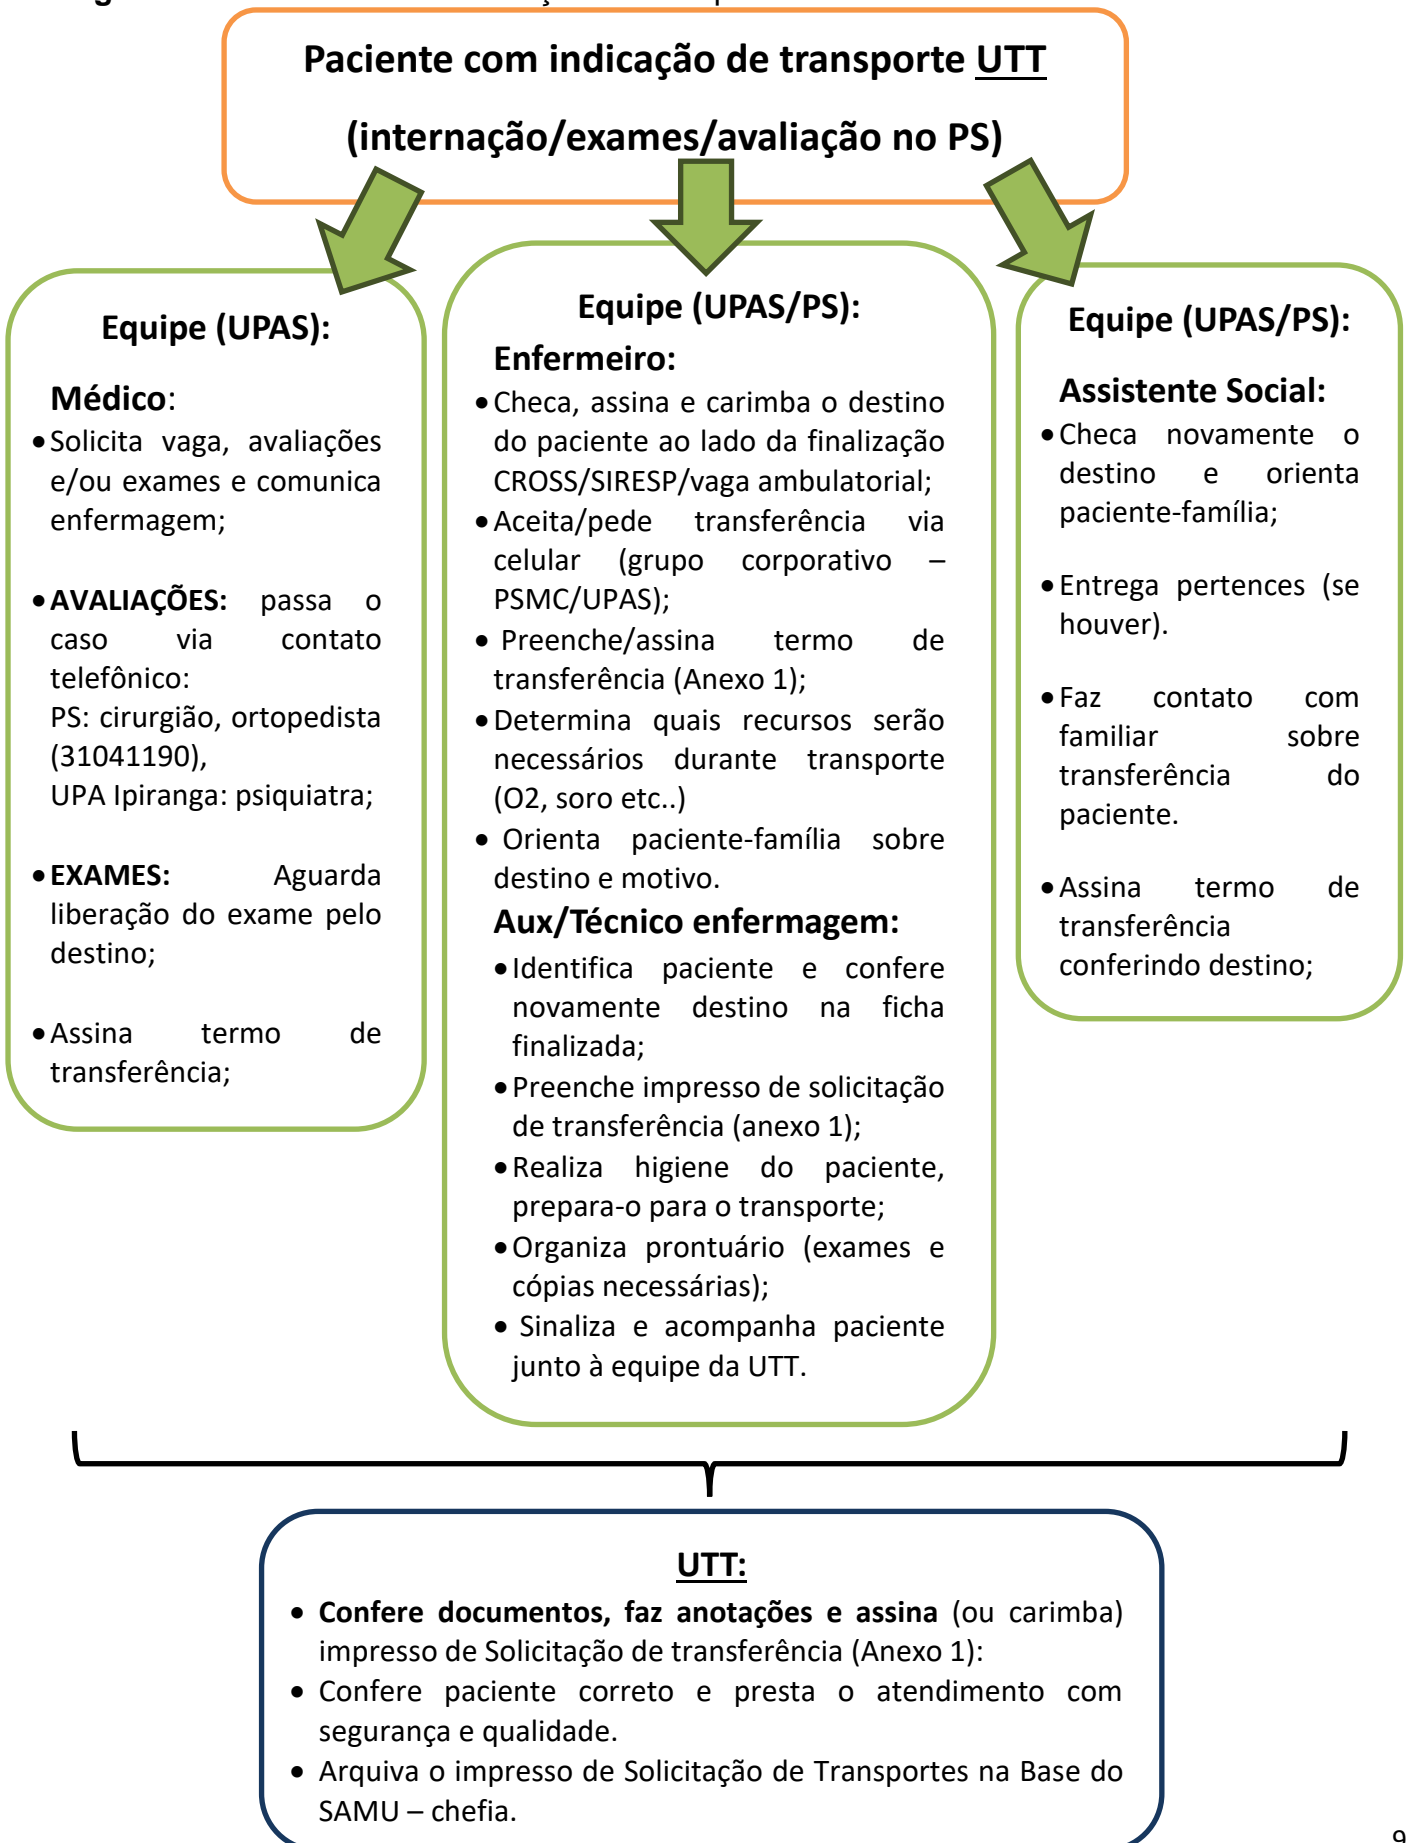 Paciente com indicação de transporte UTT
(internação/exames/avaliação no PS)
Equipe (UPAS):
Médico:
• Solicita vaga, avaliações
e/ou exames e comunica
enfermagem;
• AVALIAÇÕES: passa o
caso via contato
telefônico:
PS: cirurgião, ortopedista
(31041190),
UPA Ipiranga: psiquiatra;
• EXAMES: Aguarda
liberação do exame pelo
destino;
• Assina termo de
transferência;
Equipe (UPAS/PS):
Enfermeiro:
• Checa, assina e carimba o destino
do paciente ao lado da finalização
CROSS/SIRESP/vaga ambulatorial;
• Aceita/pede transferência via
celular (grupo corporativo –
PSMC/UPAS);
• Preenche/assina termo de
transferência (Anexo 1);
• Determina quais recursos serão
necessários durante transporte
(O2, soro etc..)
• Orienta paciente-família sobre
destino e motivo.
Aux/Técnico enfermagem:
• Identifica paciente e confere
novamente destino na ficha
finalizada;
• Preenche impresso de solicitação
de transferência (anexo 1);
• Realiza higiene do paciente,
prepara-o para o transporte;
• Organiza prontuário (exames e
cópias necessárias);
• Sinaliza e acompanha paciente
junto à equipe da UTT.
Equipe (UPAS/PS):
Assistente Social:
• Checa novamente o
destino e orienta
paciente-família;
• Entrega pertences (se
houver).
• Faz contato com
familiar sobre
transferência do
paciente.
• Assina termo de
transferência
conferindo destino;
UTT:
• Confere documentos, faz anotações e assina (ou carimba)
impresso de Solicitação de transferência (Anexo 1):
• Confere paciente correto e presta o atendimento com
segurança e qualidade.
• Arquiva o impresso de Solicitação de Transportes na Base do
SAMU – chefia.
9